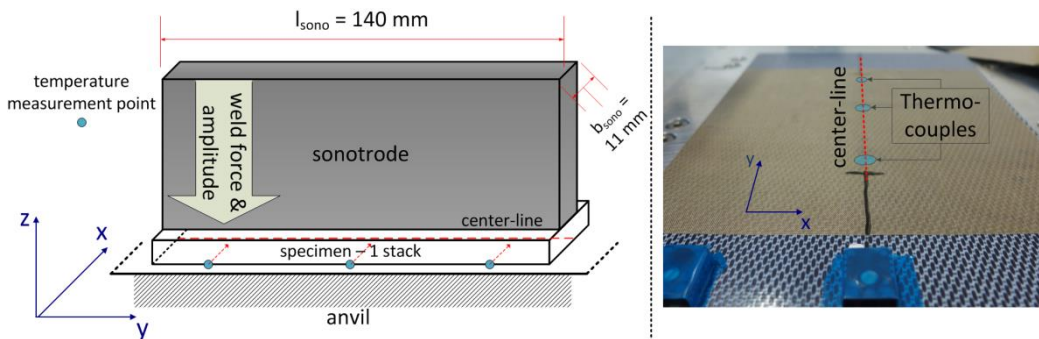 l_sono = 140 mm
temperature
measurement point
weld force &
amplitude
sonotrode
b_sono =
11 mm
center-line
specimen – 1 stack
anvil
z
x
y
center-line
Thermo-
couples
y
x